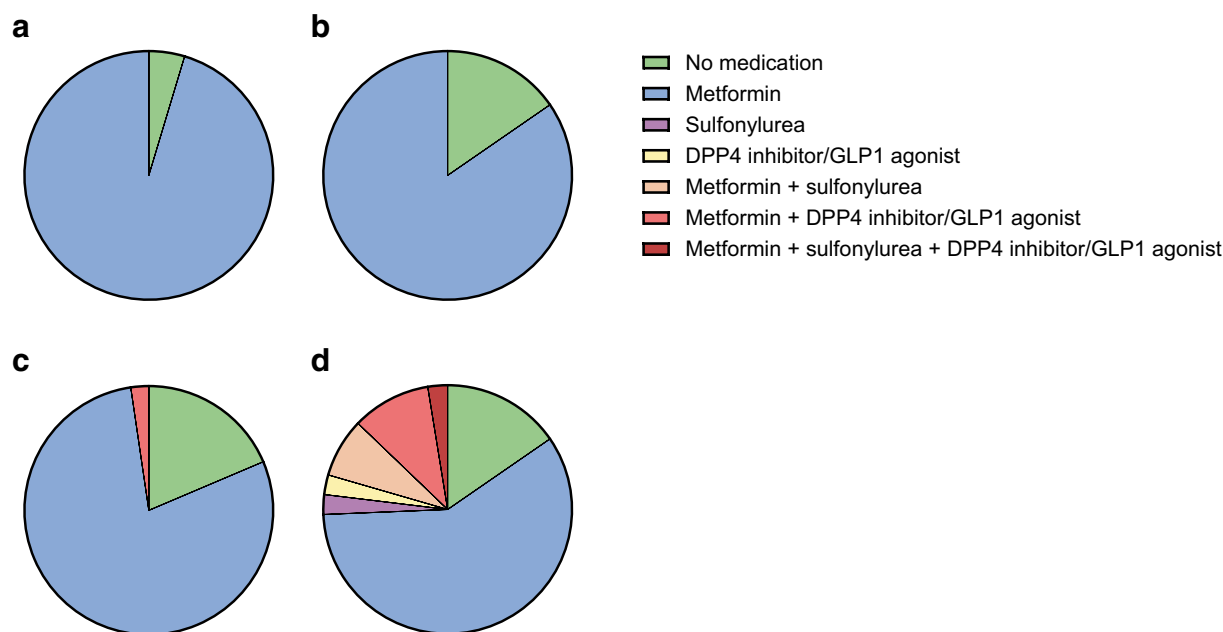 a
b
No medication
Metformin
Sulfonylurea
DPP4 inhibitor/GLP1 agonist
Metformin + sulfonylurea
Metformin + DPP4 inhibitor/GLP1 agonist
Metformin + sulfonylurea + DPP4 inhibitor/GLP1 agonist
c
d